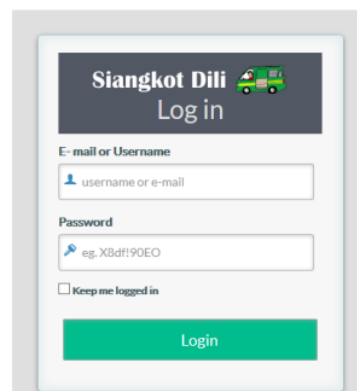 Siangkot Dili
Log in
E- mail or Username
username or e-mail
Password
eg. X8df!90EO
Keep me logged in
Login